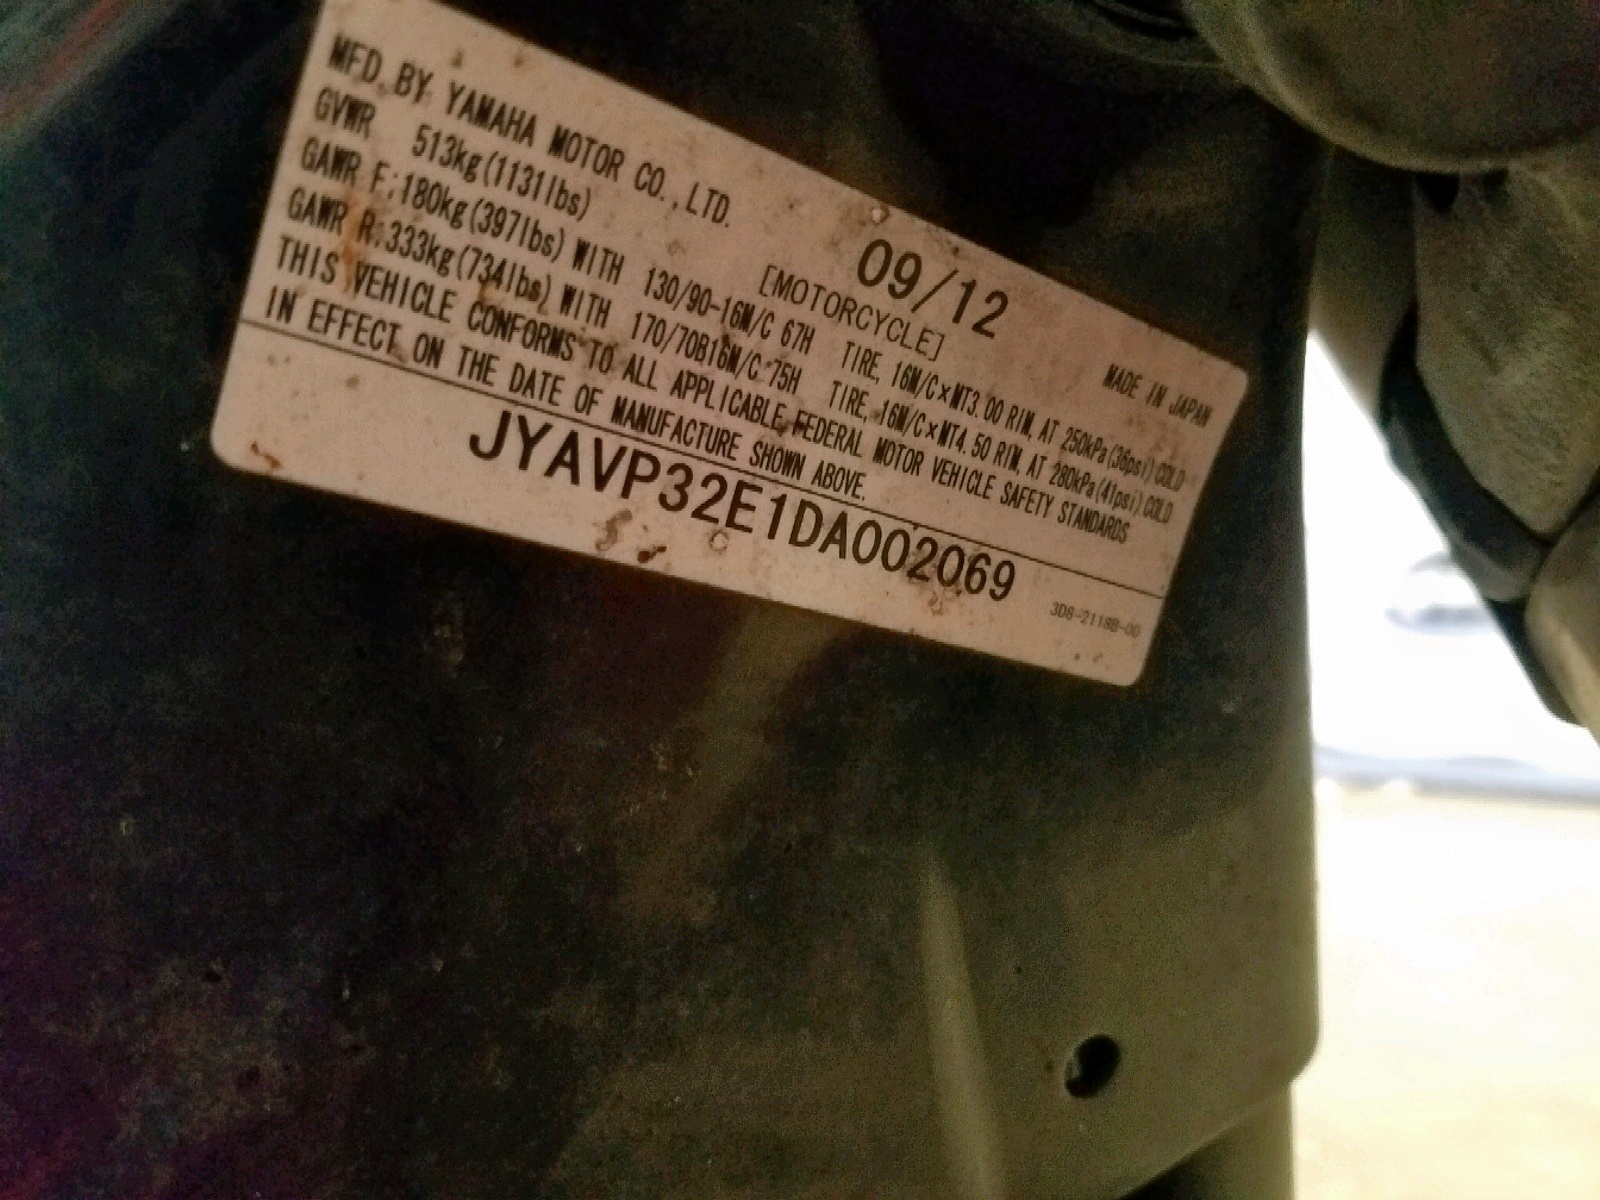 MFD. BY YAMAHA MOTOR CO., LTD. 09/12 MADE IN JAPAN
GVWR 513kg(1131lbs) [MOTORCYCLE]
GAWR F:180kg(397lbs) WITH 130/90-16M/C 67H TIRE, 16M/C×MT3.00 RIM, AT 250kPa(36psi) COLD
GAWR R:333kg(734lbs) WITH 170/70B16M/C 75H TIRE, 16M/C×MT4.50 RIM, AT 280kPa(41psi) COLD
THIS VEHICLE CONFORMS TO ALL APPLICABLE FEDERAL MOTOR VEHICLE SAFETY STANDARDS
IN EFFECT ON THE DATE OF MANUFACTURE SHOWN ABOVE.
JYAVP32E1DA002069
3D8-2118B-00